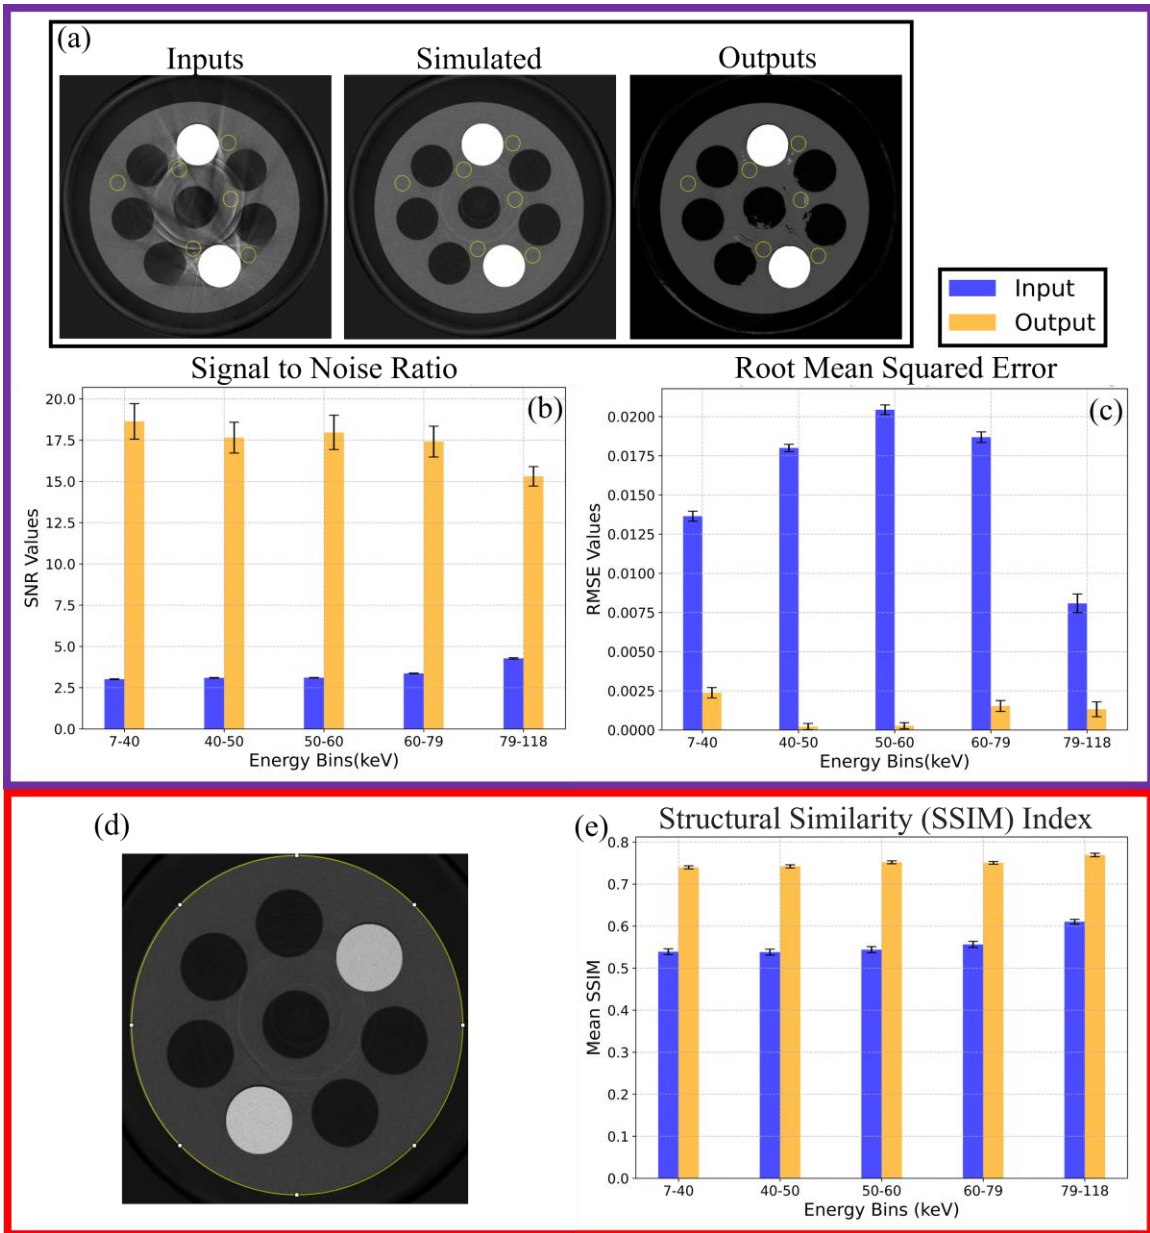 (a)
Inputs
Simulated
Outputs
Input
Output
Signal to Noise Ratio
(b)
SNR Values
20.0
17.5
15.0
12.5
10.0
7.5
5.0
2.5
0.0
7-40
40-50
50-60
60-79
79-118
Energy Bins(keV)
Root Mean Squared Error
(c)
RMSE Values
0.0200
0.0175
0.0150
0.0125
0.0100
0.0075
0.0050
0.0025
0.0000
7-40
40-50
50-60
60-79
79-118
Energy Bins(keV)
(d)
(e)
Structural Similarity (SSIM) Index
Mean SSIM
0.8
0.7
0.6
0.5
0.4
0.3
0.2
0.1
0.0
7-40
40-50
50-60
60-79
79-118
Energy Bins (keV)